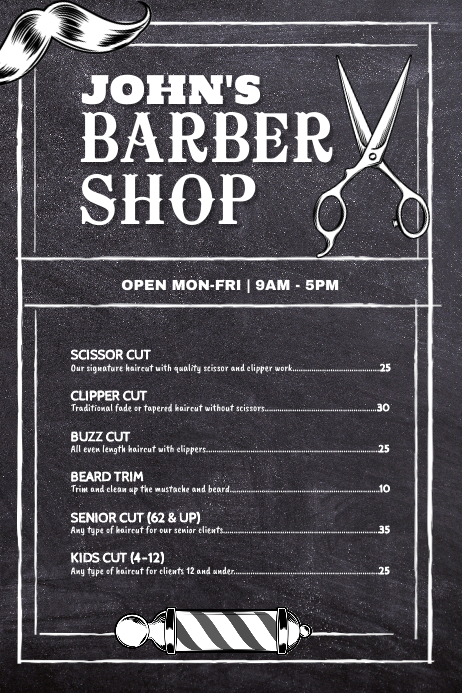 JOHN'S
BARBER
SHOP
OPEN MON-FRI | 9AM - 5PM
SCISSOR CUT
Our signature haircut with quality scissor and clipper work..............................25
CLIPPER CUT
Traditional fade or tapered haircut without scissors........................................30
BUZZ CUT
All even length haircut with clippers............................................................25
BEARD TRIM
Trim and clean up the mustache and beard....................................................10
SENIOR CUT (62 & UP)
Any type of haircut for our senior clients......................................................35
KIDS CUT (4-12)
Any type of haircut for clients 12 and under..................................................25